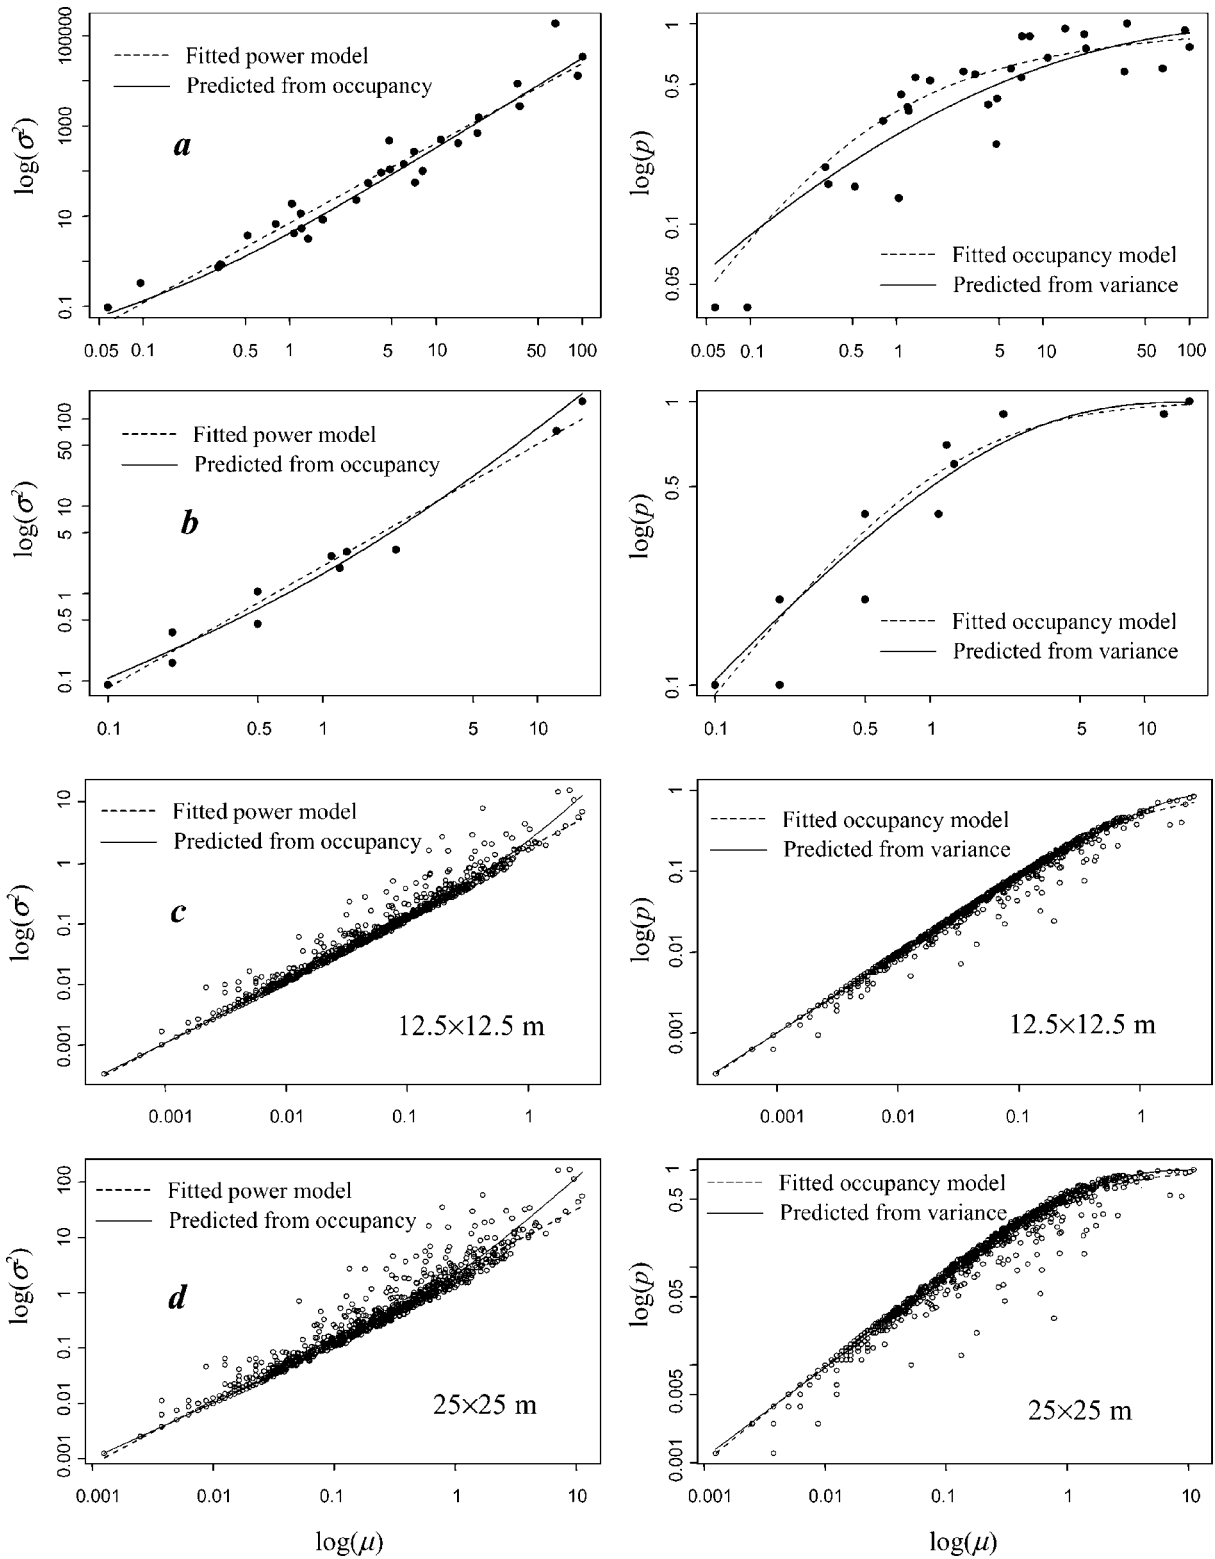 100000
1000
10
0.1
log(σ²)
Fitted power model
Predicted from occupancy
a
0.05 0.1 0.5 1 5 10 50 100
1
0.5
0.1
0.05
log(p)
Fitted occupancy model
Predicted from variance
0.05 0.1 0.5 1 5 10 50 100
100
50
10
5
1
0.5
0.1
log(σ²)
Fitted power model
Predicted from occupancy
b
0.1 0.5 1 5 10
1
0.5
0.1
log(p)
Fitted occupancy model
Predicted from variance
0.1 0.5 1 5 10
10
1
0.1
0.01
0.001
log(σ²)
Fitted power model
Predicted from occupancy
c
12.5×12.5 m
0.001 0.01 0.1 1
1
0.1
0.01
0.001
log(p)
Fitted occupancy model
Predicted from variance
12.5×12.5 m
0.001 0.01 0.1 1
100
10
1
0.1
0.01
0.001
log(σ²)
Fitted power model
Predicted from occupancy
d
25×25 m
0.001 0.01 0.1 1 10
log(μ)
1
0.5
0.05
0.005
0.001
log(p)
Fitted occupancy model
Predicted from variance
25×25 m
0.001 0.01 0.1 1 10
log(μ)